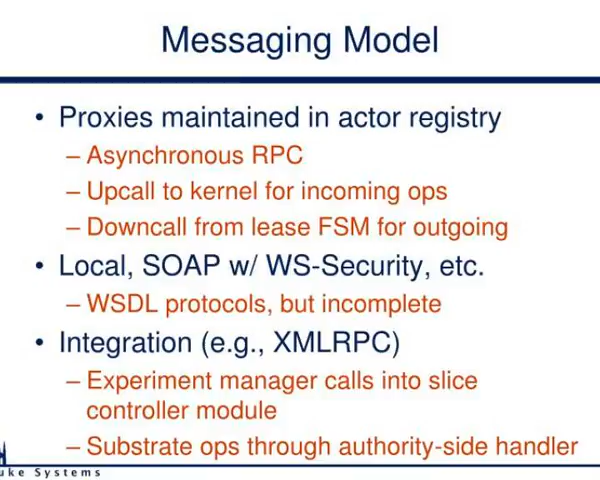 Messaging Model
• Proxies maintained in actor registry
– Asynchronous RPC
– Upcall to kernel for incoming ops
– Downcall from lease FSM for outgoing
• Local, SOAP w/ WS-Security, etc.
– WSDL protocols, but incomplete
• Integration (e.g., XMLRPC)
– Experiment manager calls into slice
controller module
– Substrate ops through authority-side handler
uke Systems